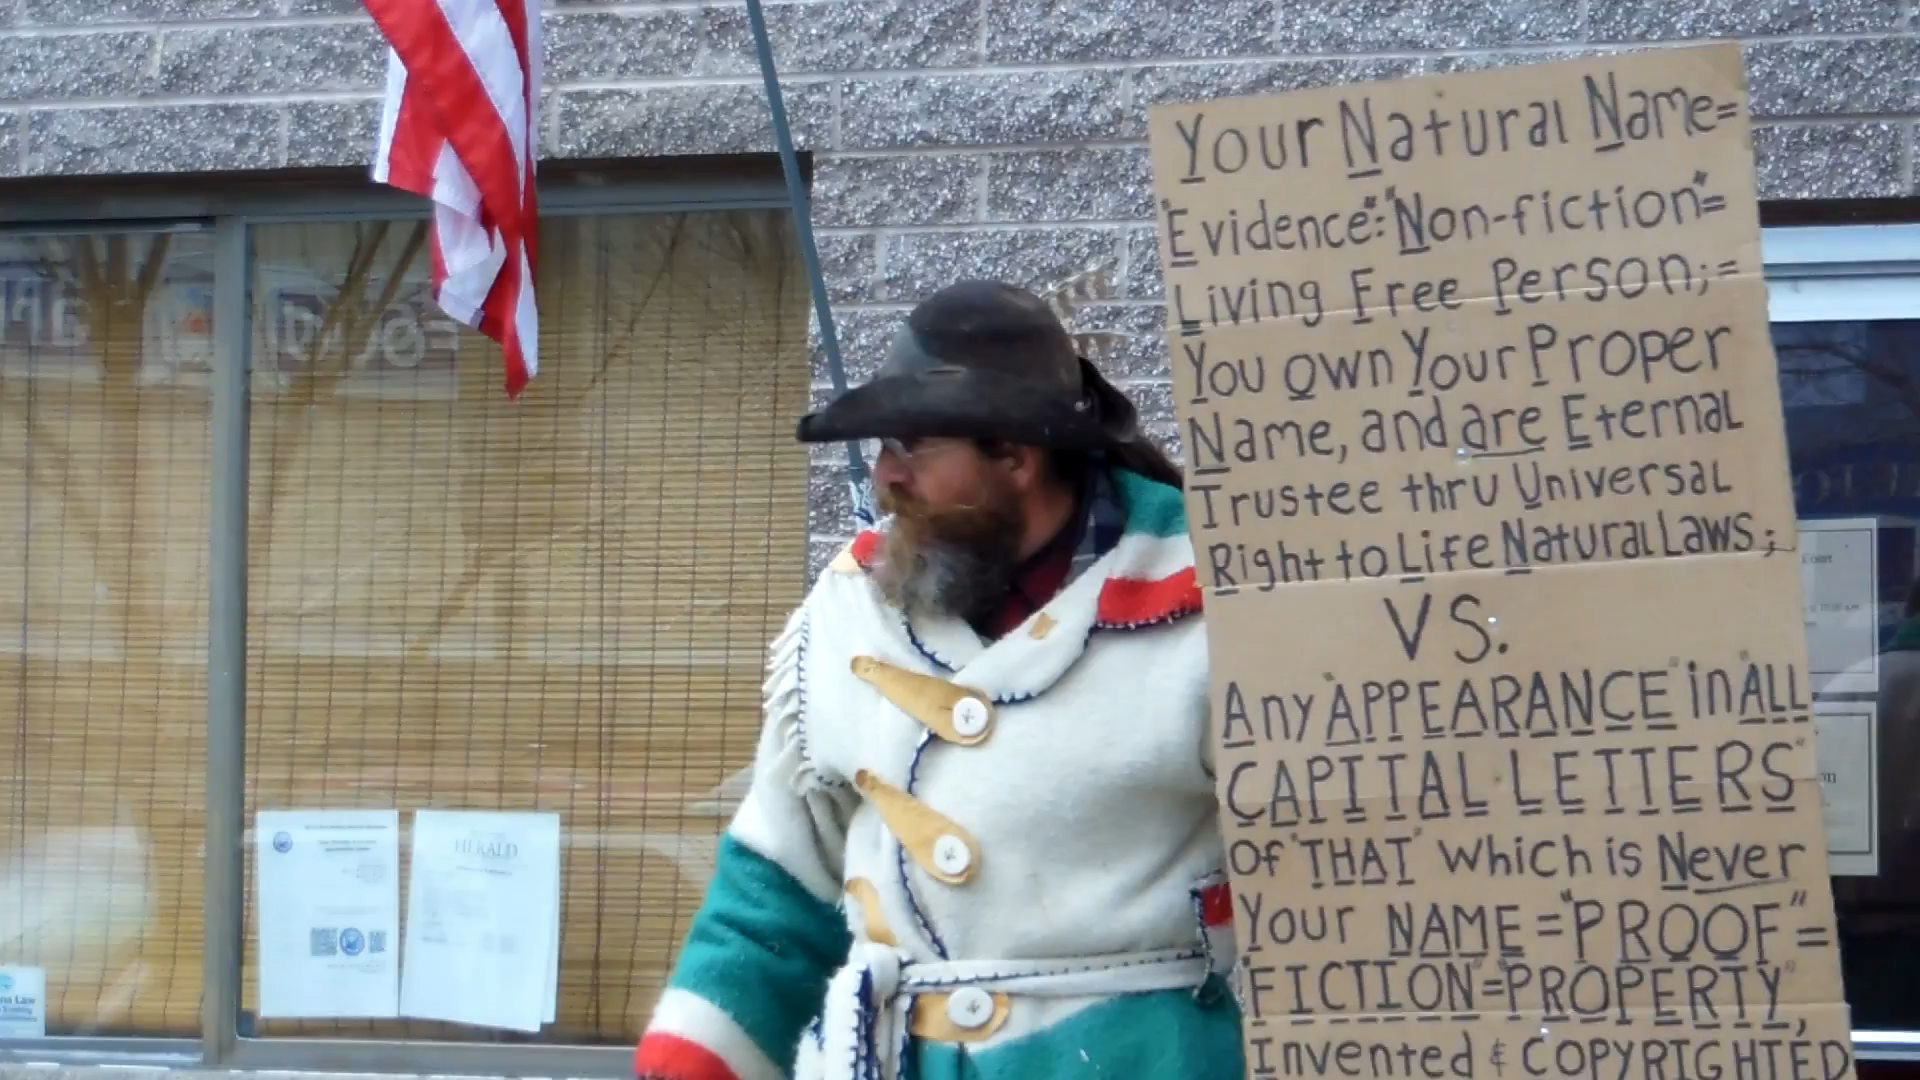 Your Natural Name=
"Evidence":"Non-fiction"=
Living Free Person;=
You own Your Proper
Name, and are Eternal
Trustee thru Universal
Right to Life Natural Laws;
VS.
Any "APPEARANCE" in "ALL
CAPITAL LETTERS"
Of "THAT" which is Never
Your NAME="PROOF"=
"FICTION"="PROPERTY",
Invented & COPYRIGHTED
HERALD